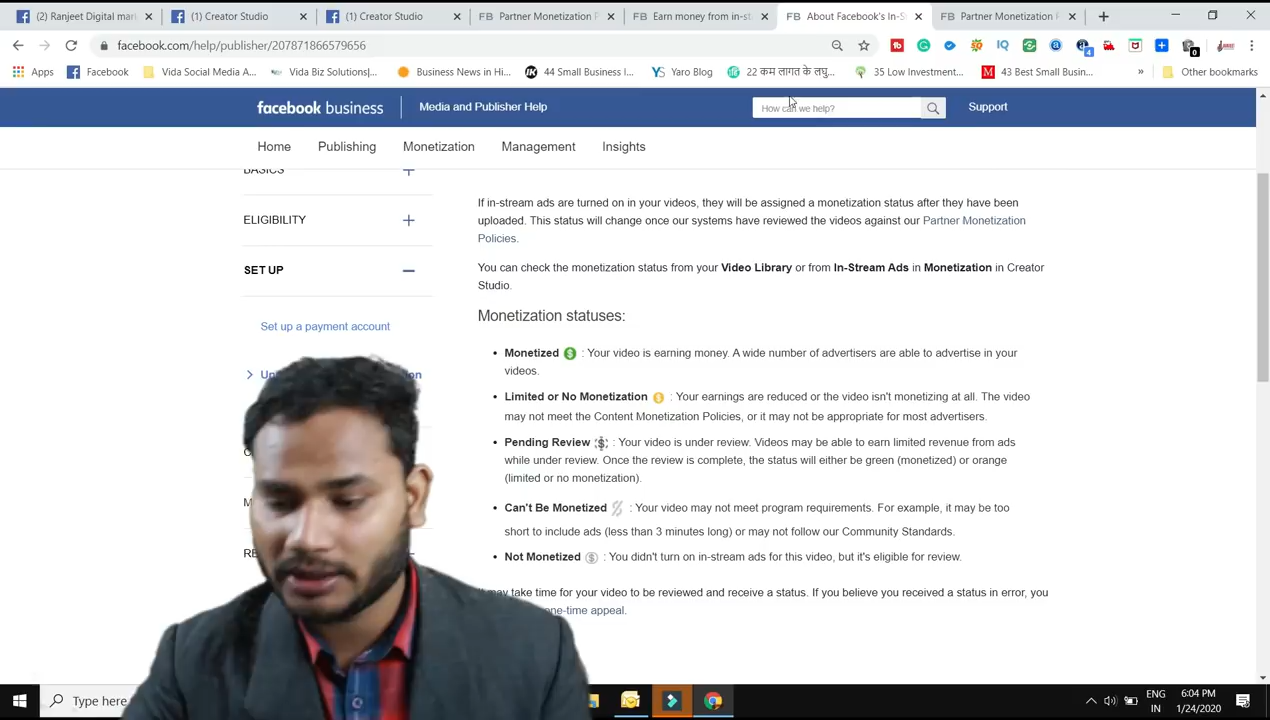 (2) Ranjeet Digital mark
(1) Creator Studio
(1) Creator Studio
Partner Monetization P
Earn money from in-st
About Facebook's In-S
Partner Monetization P
facebook.com/help/publisher/207871866579656
Apps
Facebook
Vida Social Media A...
Vida Biz Solutions|...
Business News in Hi...
44 Small Business I...
Yaro Blog
22 कम लागत के लघु...
35 Low Investment...
43 Best Small Busin...
Other bookmarks
facebook business
Media and Publisher Help
How can we help?
Support
Home
Publishing
Monetization
Management
Insights
BASICS
ELIGIBILITY
SET UP
Set up a payment account
If in-stream ads are turned on in your videos, they will be assigned a monetization status after they have been
uploaded. This status will change once our systems have reviewed the videos against our Partner Monetization
Policies.
You can check the monetization status from your Video Library or from In-Stream Ads in Monetization in Creator
Studio.
Monetization statuses:
• Monetized : Your video is earning money. A wide number of advertisers are able to advertise in your
videos.
• Limited or No Monetization : Your earnings are reduced or the video isn't monetizing at all. The video
may not meet the Content Monetization Policies, or it may not be appropriate for most advertisers.
• Pending Review : Your video is under review. Videos may be able to earn limited revenue from ads
while under review. Once the review is complete, the status will either be green (monetized) or orange
(limited or no monetization).
• Can't Be Monetized : Your video may not meet program requirements. For example, it may be too
short to include ads (less than 3 minutes long) or may not follow our Community Standards.
• Not Monetized : You didn't turn on in-stream ads for this video, but it's eligible for review.
may take time for your video to be reviewed and receive a status. If you believe you received a status in error, you
one-time appeal.
Type here
ENG
IN
6:04 PM
1/24/2020